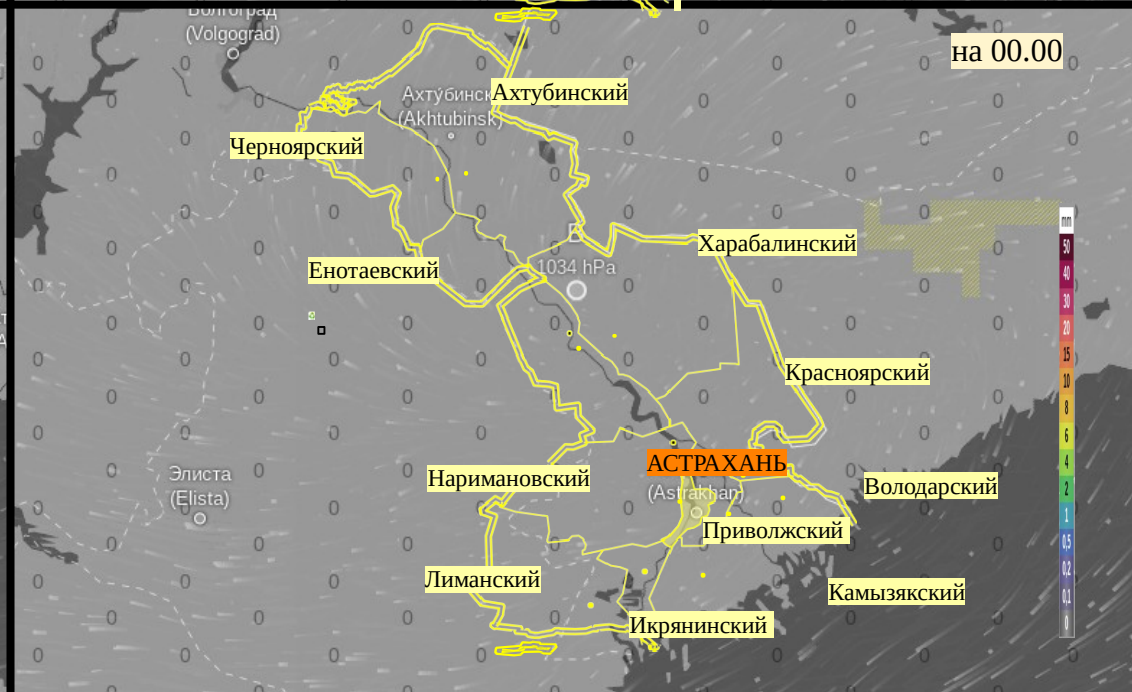 Волгоград
(Volgograd)
на 00.00
Ахтубинский
Аху́бинск
(Akhtubinsk)
Черноярский
Харабалинский
Енотаевский
1034 hPa
Красноярский
АСТРАХАНЬ
(Astrakhan)
Элиста
(Elista)
Наримановский
Володарский
Приволжский
Лиманский
Камызякский
Икрянинский
mm
50
40
30
20
15
10
8
6
4
2
1
0,5
0,2
0,1
0